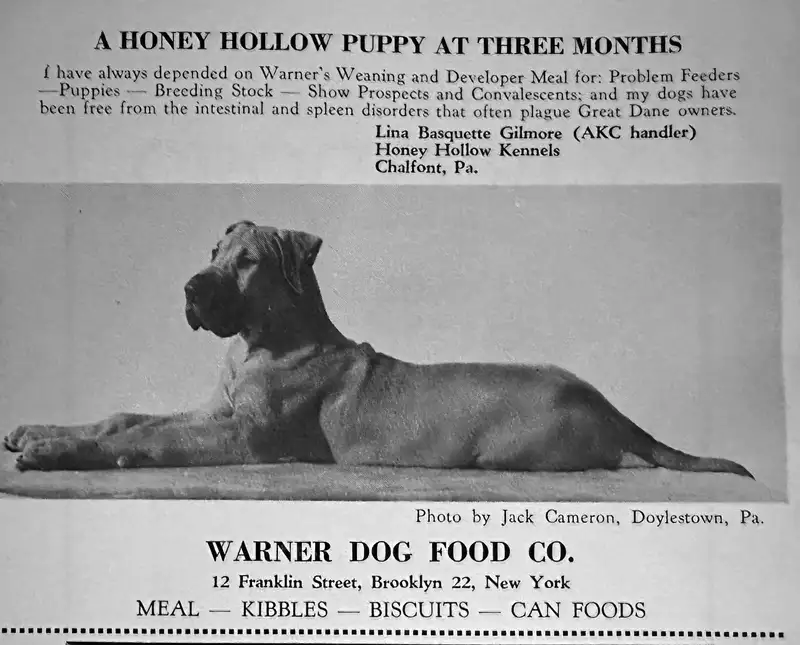 A HONEY HOLLOW PUPPY AT THREE MONTHS
I have always depended on Warner's Weaning and Developer Meal for: Problem Feeders
—Puppies — Breeding Stock — Show Prospects and Convalescents; and my dogs have
been free from the intestinal and spleen disorders that often plague Great Dane owners.
Lina Basquette Gilmore (AKC handler)
Honey Hollow Kennels
Chalfont, Pa.
Photo by Jack Cameron, Doylestown, Pa.
WARNER DOG FOOD CO.
12 Franklin Street, Brooklyn 22, New York
MEAL — KIBBLES — BISCUITS — CAN FOODS